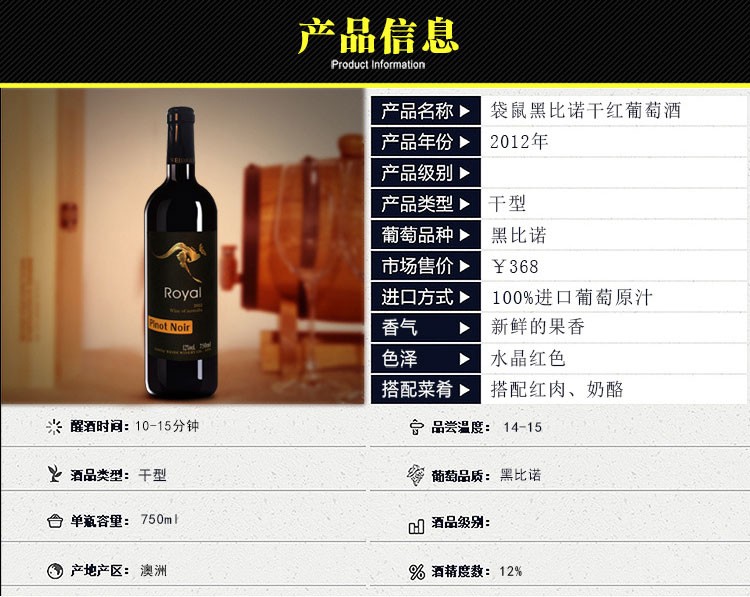 产品信息
Product Information
产品名称 袋鼠黑比诺干红葡萄酒
产品年份 2012年
产品级别
产品类型 干型
葡萄品种 黑比诺
市场售价 ￥368
进口方式 100%进口葡萄原汁
香气 新鲜的果香
色泽 水晶红色
搭配菜肴 搭配红肉、奶酪
Royal
Pinot Noir
醒酒时间: 10-15分钟
品尝温度: 14-15
酒品类型: 干型
葡萄品质: 黑比诺
单瓶容量: 750ml
酒品级别:
产地产区: 澳洲
酒精度数: 12%